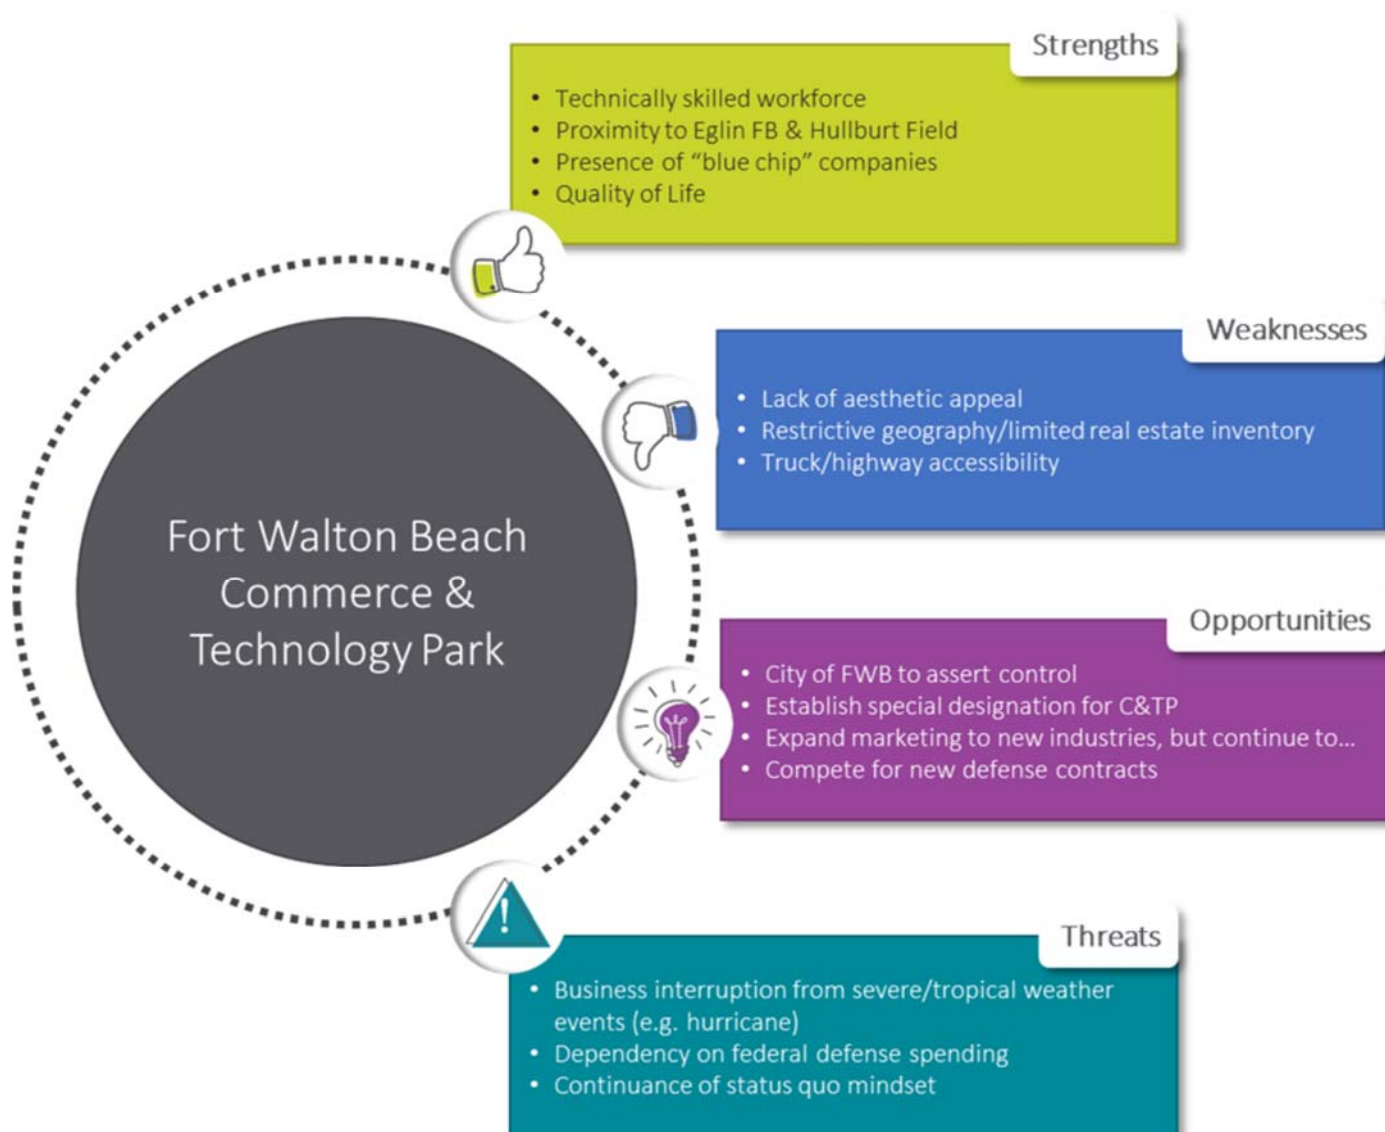 Strengths
• Technically skilled workforce
• Proximity to Eglin FB & Hullburt Field
• Presence of “blue chip” companies
• Quality of Life
Weaknesses
• Lack of aesthetic appeal
• Restrictive geography/limited real estate inventory
• Truck/highway accessibility
Fort Walton Beach
Commerce &
Technology Park
Opportunities
• City of FWB to assert control
• Establish special designation for C&TP
• Expand marketing to new industries, but continue to...
• Compete for new defense contracts
Threats
• Business interruption from severe/tropical weather
events (e.g. hurricane)
• Dependency on federal defense spending
• Continuance of status quo mindset